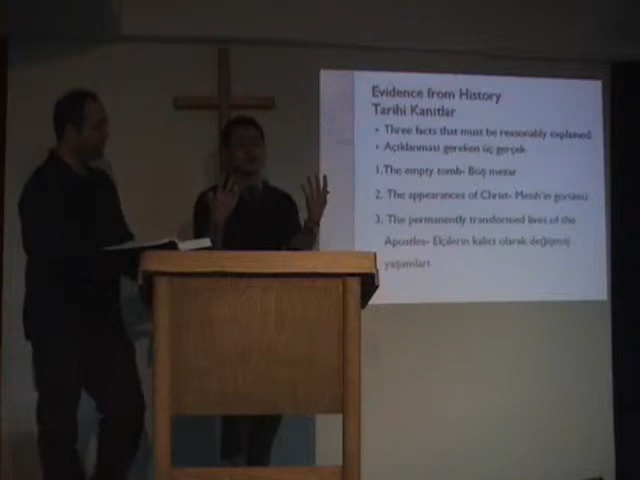 Evidence from History
Tarihi Kanıtlar
• Three facts that must be reasonably explained
• Açıklanması gereken üç gerçek
1.The empty tomb- Boş mezar
2. The appearances of Christ- Mesih'in görümü
3. The permanently transformed lives of the
Apostles- Elçilerin kalıcı olarak değişmiş
yaşamları